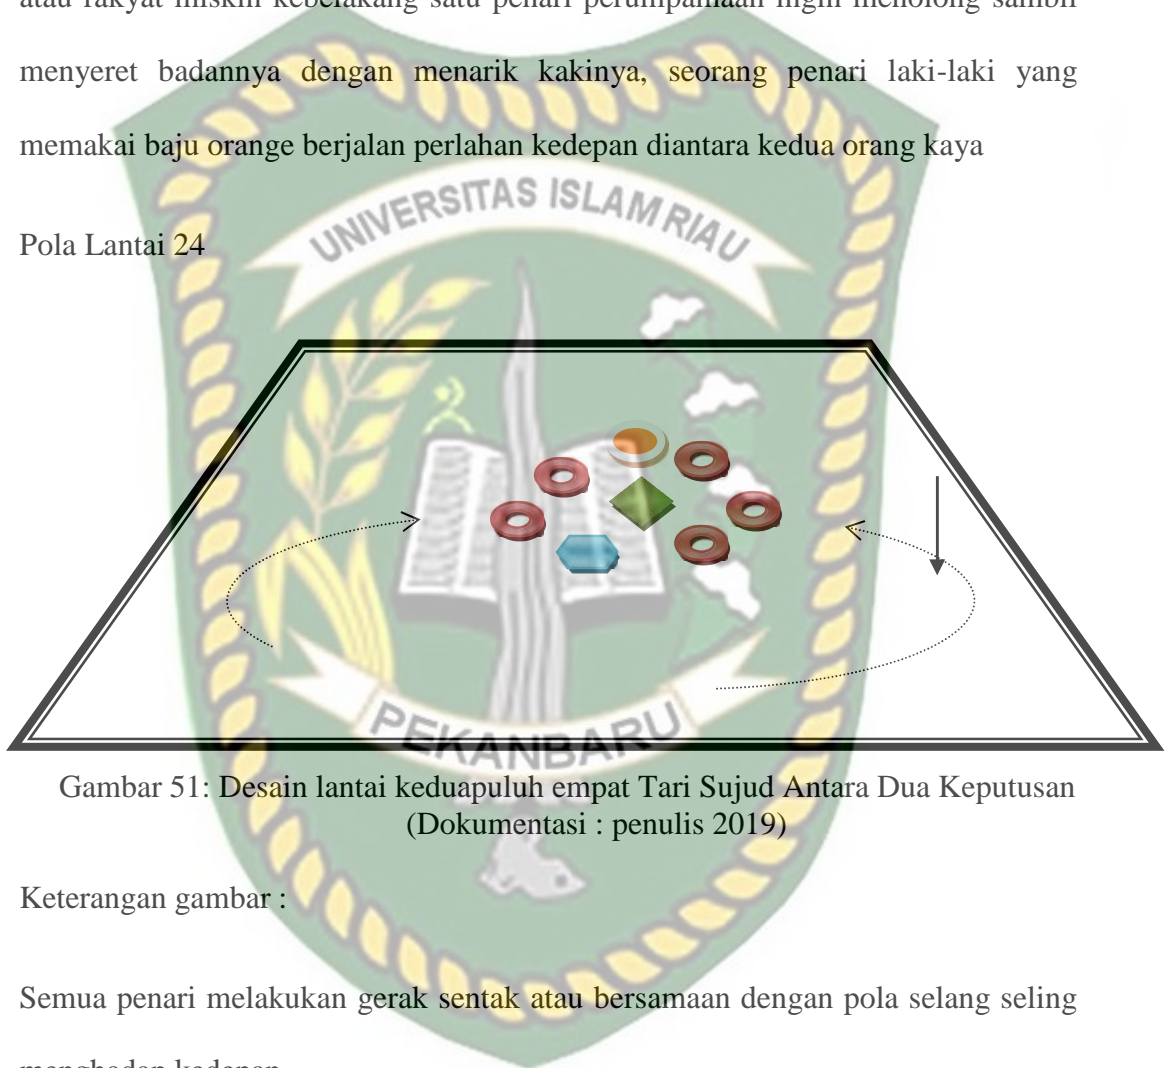 atau rakyat miskin kebelakang satu penari perumpamaan ingin menolong sambil
menyeret badannya dengan menarik kakinya, seorang penari laki-laki yang
memakai baju orange berjalan perlahan kedepan diantara kedua orang kaya
UNIVERSITAS ISLAM RIAU
Pola Lantai 24
PEKANBARU
Gambar 51: Desain lantai keduapuluh empat Tari Sujud Antara Dua Keputusan
(Dokumentasi : penulis 2019)
Keterangan gambar :
Semua penari melakukan gerak sentak atau bersamaan dengan pola selang seling
menghadap kedepan